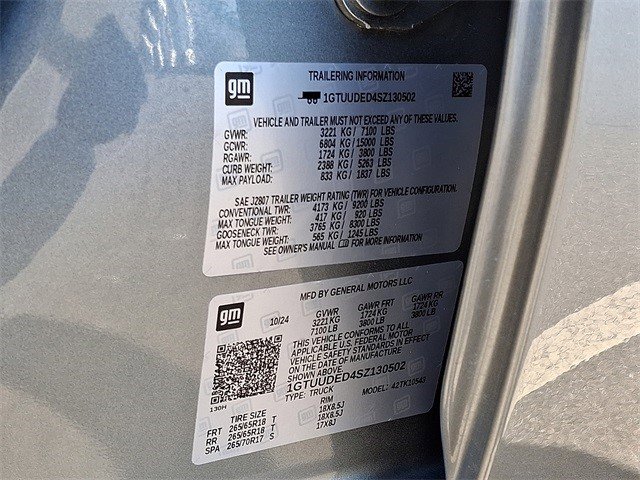 gm
TRAILERING INFORMATION
1GTUUDED4SZ130502
VEHICLE AND TRAILER MUST NOT EXCEED ANY OF THESE VALUES.
GVWR: 3221 KG / 7100 LBS
GCWR: 6804 KG / 15000 LBS
RGAWR: 1724 KG / 3800 LBS
CURB WEIGHT: 2388 KG / 5263 LBS
MAX PAYLOAD: 833 KG / 1837 LBS
SAE J2807 TRAILER WEIGHT RATING (TWR) FOR VEHICLE CONFIGURATION.
CONVENTIONAL TWR: 4173 KG / 9200 LBS
MAX TONGUE WEIGHT: 417 KG / 920 LBS
GOOSENECK TWR: 3765 KG / 8300 LBS
MAX TONGUE WEIGHT: 565 KG / 1245 LBS
SEE OWNER'S MANUAL FOR MORE INFORMATION
gm
MFD BY GENERAL MOTORS LLC
10/24 GVWR GAWR FRT GAWR RR
3221 KG 1724 KG 1724 KG
7100 LB 3800 LB 3800 LB
THIS VEHICLE CONFORMS TO ALL
APPLICABLE U.S. FEDERAL MOTOR
VEHICLE SAFETY STANDARDS IN EFFECT
ON THE DATE OF MANUFACTURE
SHOWN ABOVE.
1GTUUDED4SZ130502
TYPE: TRUCK MODEL: 42TK10543
130H
TIRE SIZE RIM
FRT 265/65R18 T 18X8.5J
RR 265/65R18 T 18X8.5J
SPA 265/70R17 S 17X8J